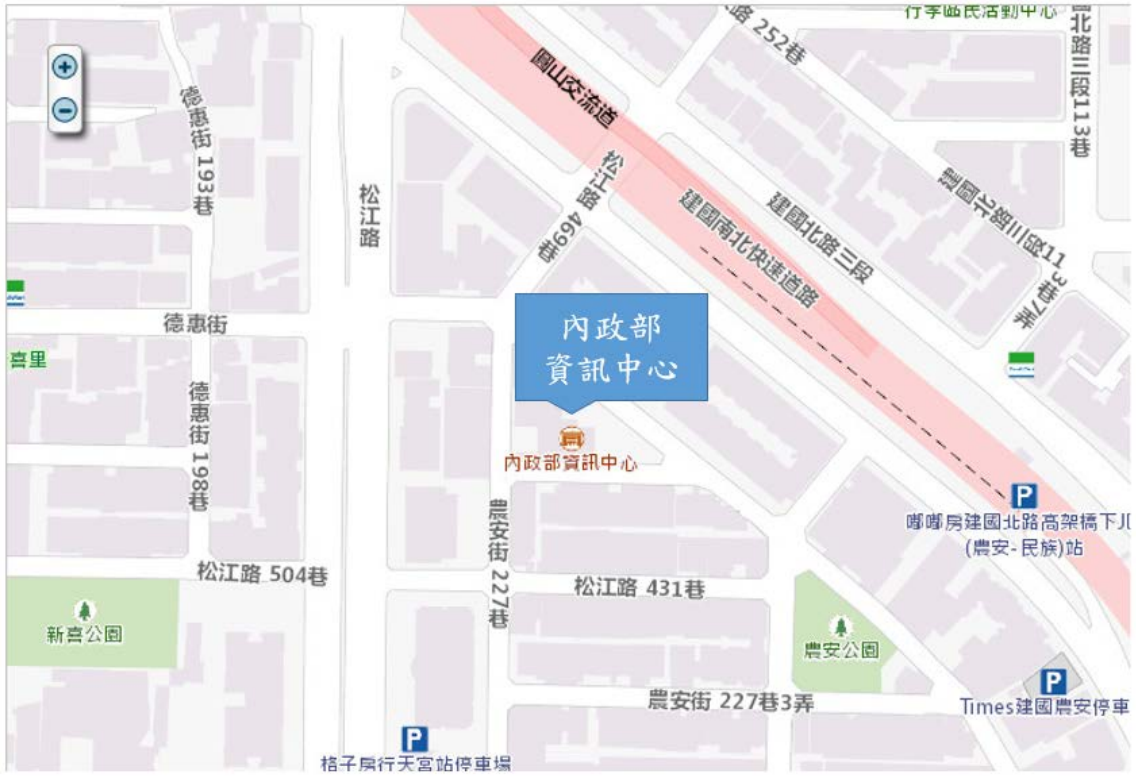 行孝區民活動中心
路 252巷
國北路三段113巷
圓山交流道
德惠街 193巷
松江路
松江路 469巷
建國南北快速道路
建國北路三段
建國北路三段113巷7弄
德惠街
內政部
資訊中心
喜里
德惠街 198巷
內政部資訊中心
P
嘟嘟房建國北路高架橋下J
(農安-民族)站
農安街 227巷
松江路 504巷
松江路 431巷
新喜公園
農安公園
P
Times建國農安停車
農安街 227巷3弄
P
格子房行天宮站停車場